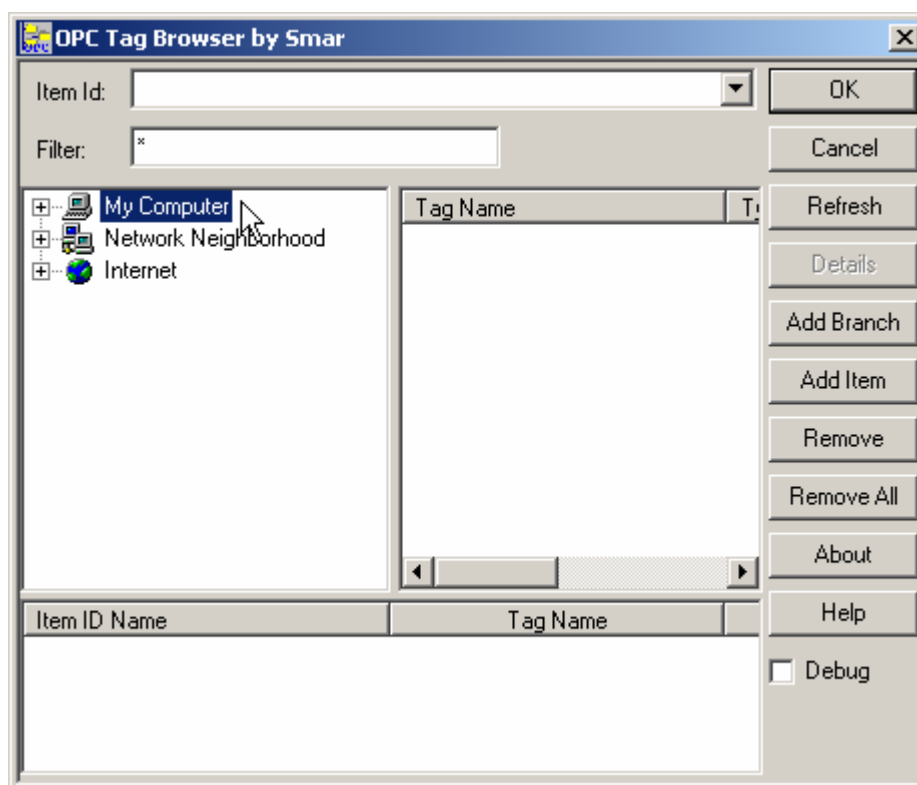 OPC Tag Browser by Smar
Item Id:
OK
Filter: *
Cancel
My Computer
Network Neighborhood
Internet
Tag Name
Refresh
Details
Add Branch
Add Item
Remove
Remove All
About
Help
Debug
Item ID Name Tag Name